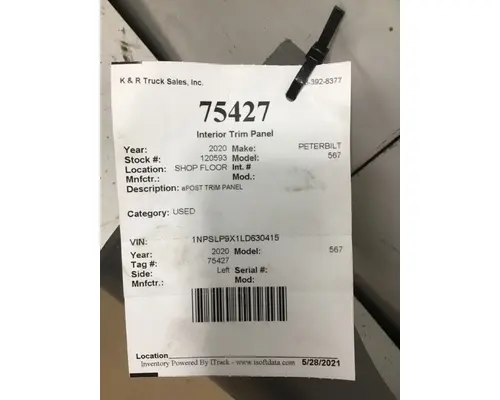 K & R Truck Sales, Inc. -392-8377
75427
Interior Trim Panel
Year: 2020 Make: PETERBILT
Stock #: 120593 Model: 567
Location: SHOP FLOOR Int. #
Mnfctr.: Mod.:
Description: aPOST TRIM PANEL
Category: USED
VIN: 1NPSLP9X1LD630415
Year: 2020 Model: 567
Tag #: 75427
Side: Left Serial #:
Mnfctr.: Mod:
Location
Inventory Powered By ITrack - www.isoftdata.com 5/28/2021